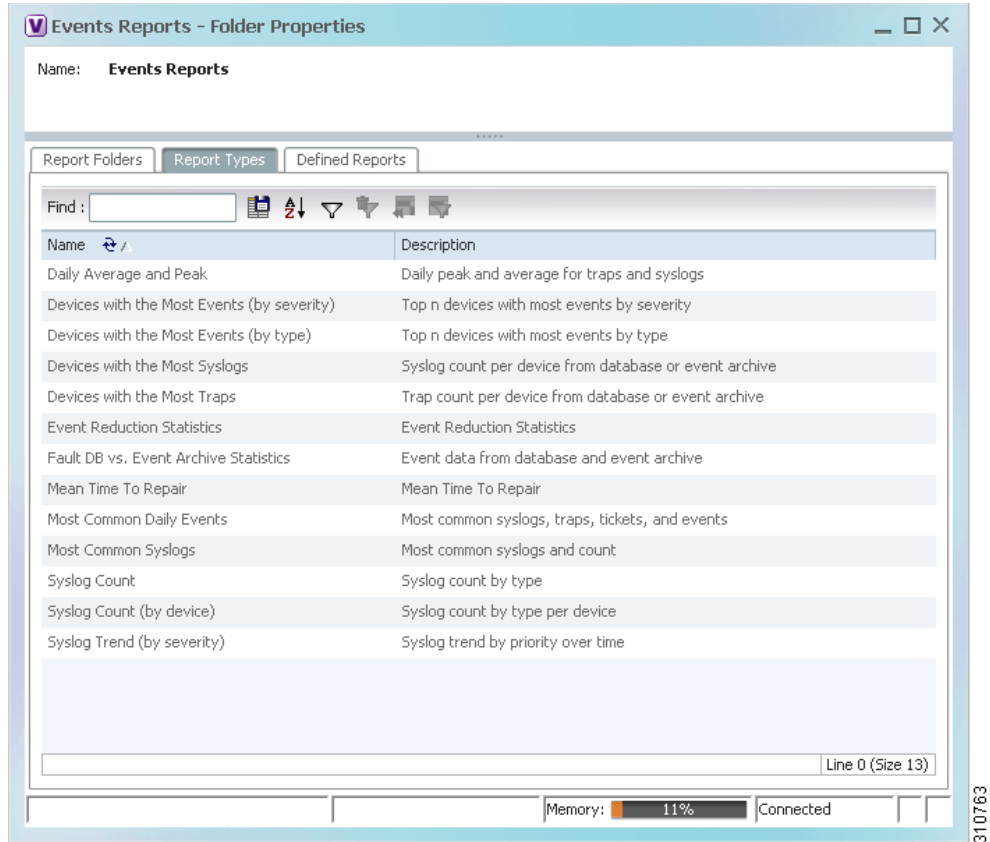 V Events Reports - Folder Properties
Name: Events Reports
Report Folders Report Types Defined Reports
Find :
Name Description
Daily Average and Peak Daily peak and average for traps and syslogs
Devices with the Most Events (by severity) Top n devices with most events by severity
Devices with the Most Events (by type) Top n devices with most events by type
Devices with the Most Syslogs Syslog count per device from database or event archive
Devices with the Most Traps Trap count per device from database or event archive
Event Reduction Statistics Event Reduction Statistics
Fault DB vs. Event Archive Statistics Event data from database and event archive
Mean Time To Repair Mean Time To Repair
Most Common Daily Events Most common syslogs, traps, tickets, and events
Most Common Syslogs Most common syslogs and count
Syslog Count Syslog count by type
Syslog Count (by device) Syslog count by type per device
Syslog Trend (by severity) Syslog trend by priority over time
Line 0 (Size 13)
Memory: 11% Connected
310763